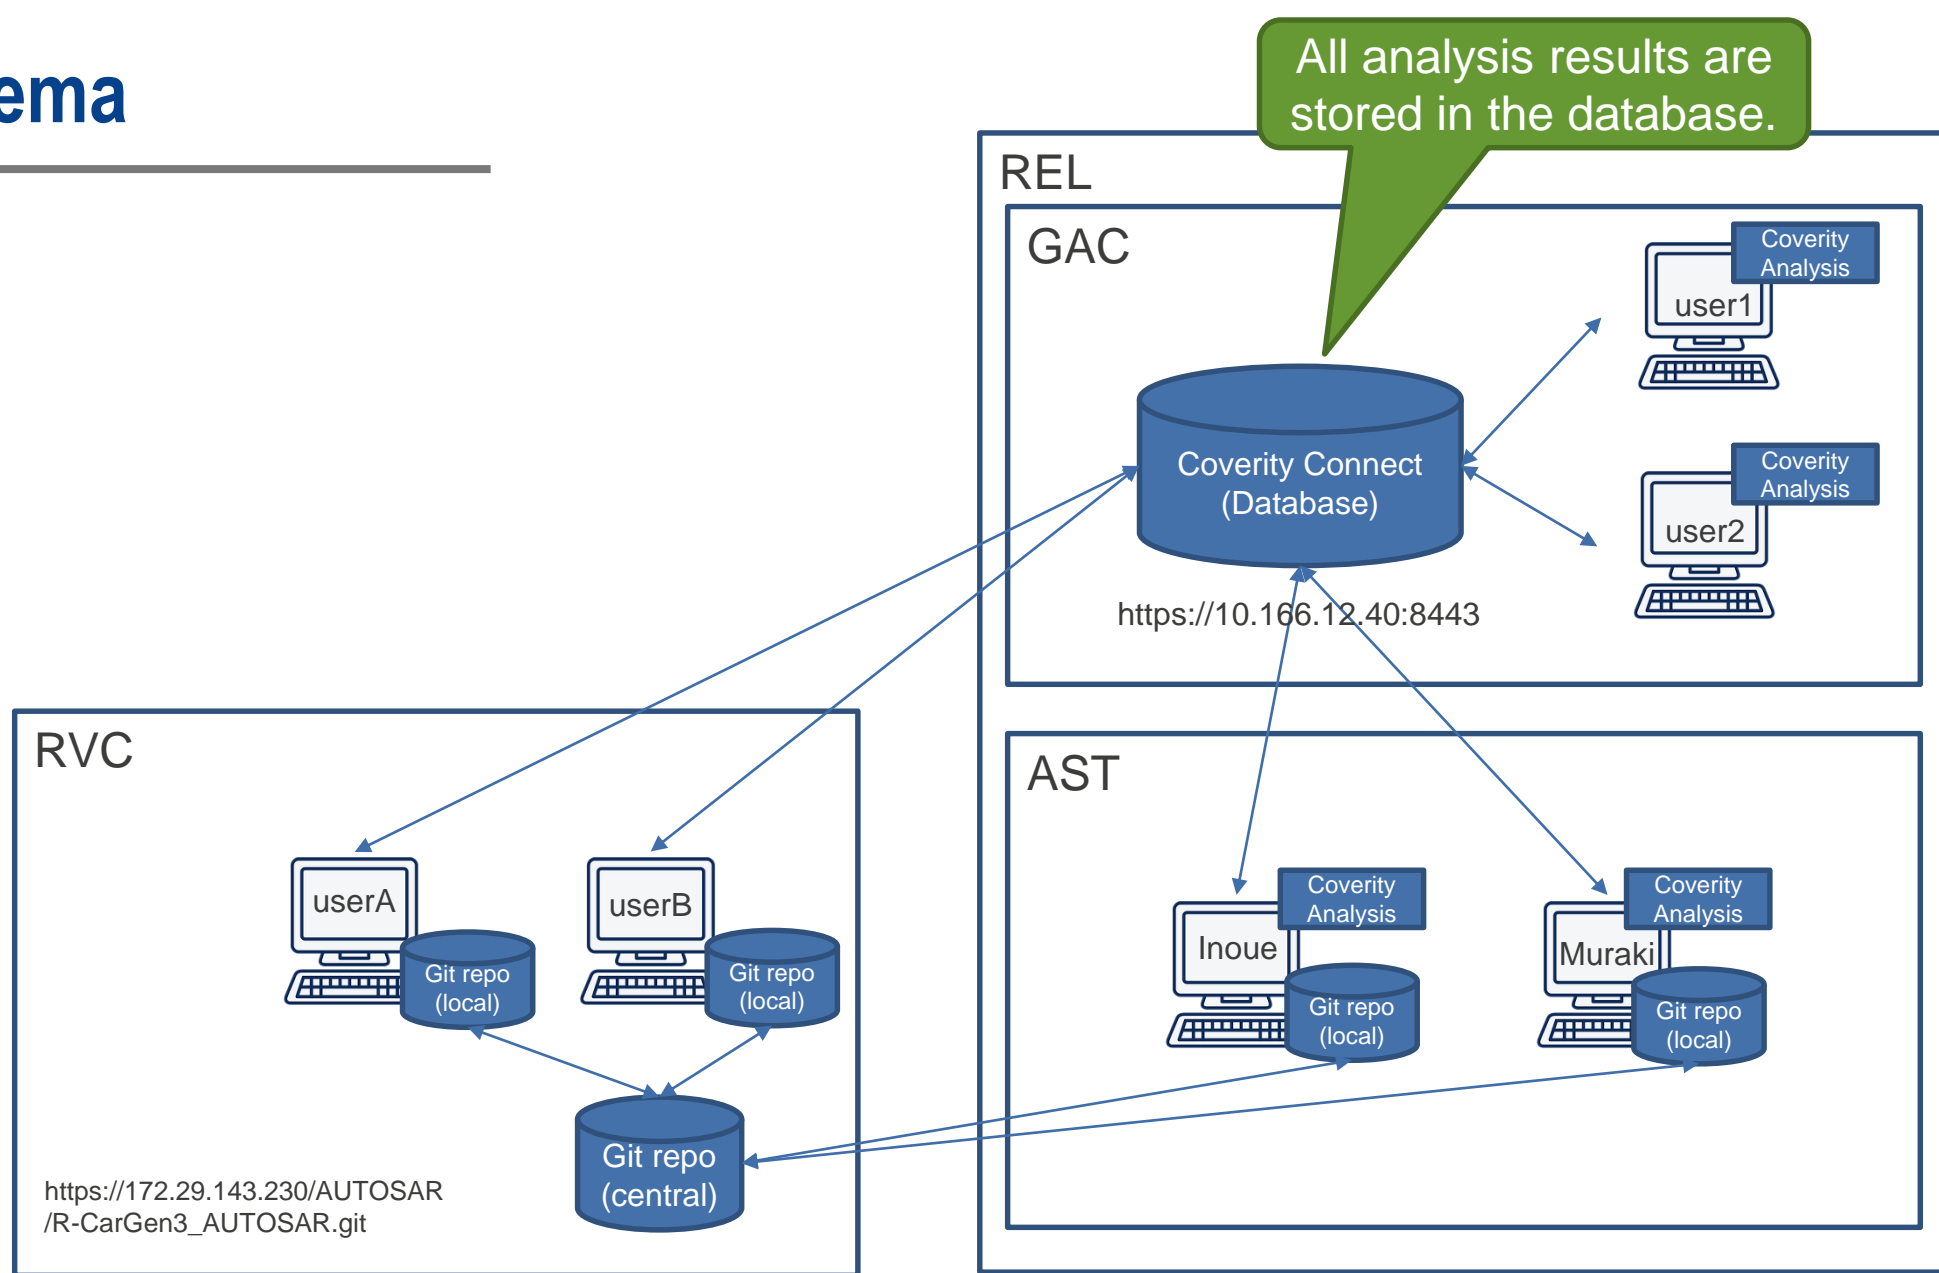 ema
All analysis results are
stored in the database.
REL
GAC
Coverity
Analysis
user1
Coverity Connect
(Database)
Coverity
Analysis
user2
https://10.166.12.40:8443
RVC
userA
Git repo
(local)
userB
Git repo
(local)
Git repo
(central)
https://172.29.143.230/AUTOSAR
/R-CarGen3_AUTOSAR.git
AST
Coverity
Analysis
Inoue
Git repo
(local)
Coverity
Analysis
Muraki
Git repo
(local)